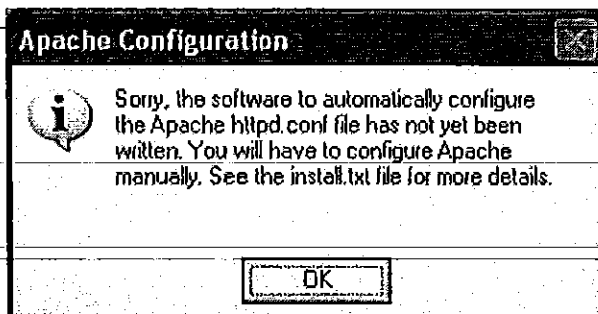 Apache Configuration
Sorry, the software to automatically configure
the Apache httpd.conf file has not yet been
written. You will have to configure Apache
manually. See the install.txt file for more details.
OK